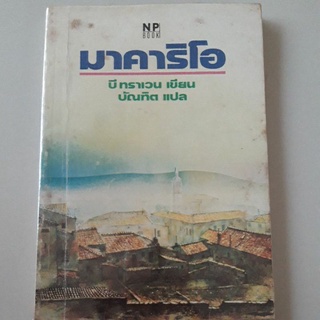 N.P
BOOK
มาคาริโอ
บี ทราเวน เขียน
บัณฑิต แปล